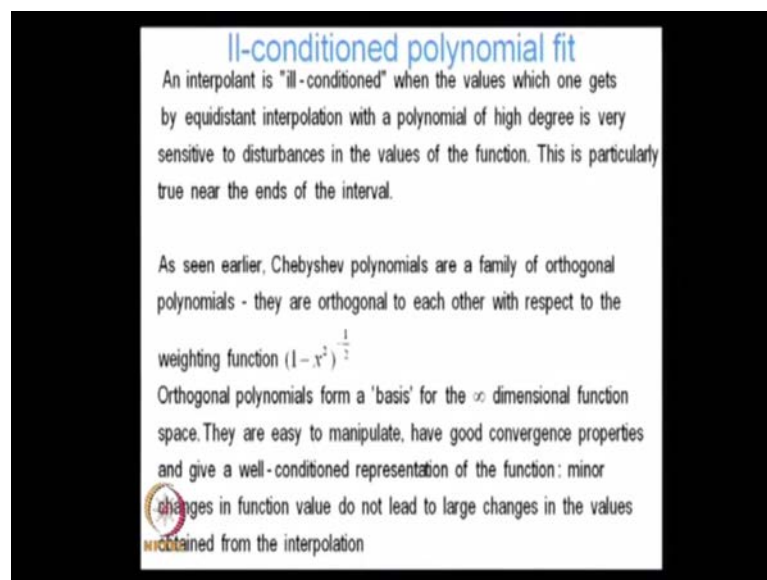 Il-conditioned polynomial fit
An interpolant is "ill-conditioned" when the values which one gets
by equidistant interpolation with a polynomial of high degree is very
sensitive to disturbances in the values of the function. This is particularly
true near the ends of the interval.
As seen earlier, Chebyshev polynomials are a family of orthogonal
polynomials - they are orthogonal to each other with respect to the
weighting function (1 – x²)^-1/2
Orthogonal polynomials form a 'basis' for the ∞ dimensional function
space. They are easy to manipulate, have good convergence properties
and give a well-conditioned representation of the function: minor
changes in function value do not lead to large changes in the values
obtained from the interpolation